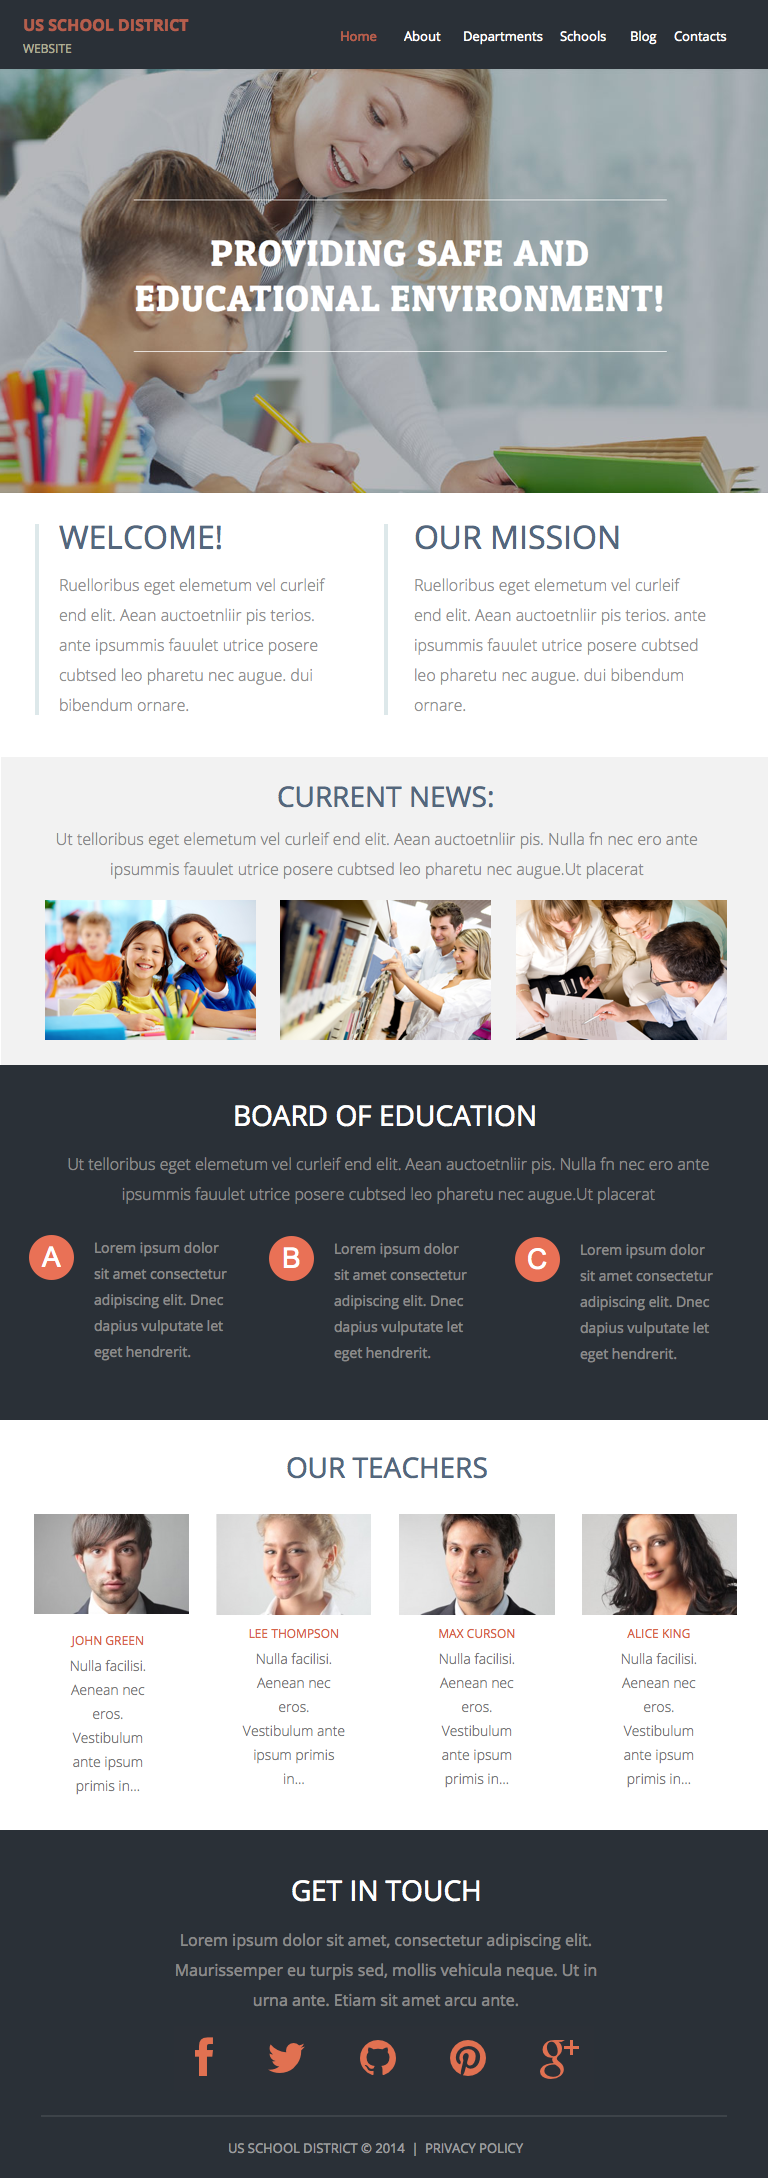 US SCHOOL DISTRICT
WEBSITE
Home About Departments Schools Blog Contacts
PROVIDING SAFE AND
EDUCATIONAL ENVIRONMENT!
WELCOME!
Ruelloribus eget elemetum vel curleif
end elit. Aean auctoetnliir pis terios.
ante ipsummis fauulet utrice posere
cubtsed leo pharetu nec augue. dui
bibendum ornare.
OUR MISSION
Ruelloribus eget elemetum vel curleif
end elit. Aean auctoetnliir pis terios. ante
ipsummis fauulet utrice posere cubtsed
leo pharetu nec augue. dui bibendum
ornare.
CURRENT NEWS:
Ut telloribus eget elemetum vel curleif end elit. Aean auctoetnliir pis. Nulla fn nec ero ante
ipsummis fauulet utrice posere cubtsed leo pharetu nec augue.Ut placerat
BOARD OF EDUCATION
Ut telloribus eget elemetum vel curleif end elit. Aean auctoetnliir pis. Nulla fn nec ero ante
ipsummis fauulet utrice posere cubtsed leo pharetu nec augue.Ut placerat
A
Lorem ipsum dolor
sit amet consectetur
adipiscing elit. Dnec
dapius vulputate let
eget hendrerit.
B
Lorem ipsum dolor
sit amet consectetur
adipiscing elit. Dnec
dapius vulputate let
eget hendrerit.
C
Lorem ipsum dolor
sit amet consectetur
adipiscing elit. Dnec
dapius vulputate let
eget hendrerit.
OUR TEACHERS
JOHN GREEN
Nulla facilisi.
Aenean nec
eros.
Vestibulum
ante ipsum
primis in...
LEE THOMPSON
Nulla facilisi.
Aenean nec
eros.
Vestibulum ante
ipsum primis
in...
MAX CURSON
Nulla facilisi.
Aenean nec
eros.
Vestibulum
ante ipsum
primis in...
ALICE KING
Nulla facilisi.
Aenean nec
eros.
Vestibulum
ante ipsum
primis in...
GET IN TOUCH
Lorem ipsum dolor sit amet, consectetur adipiscing elit.
Maurissemper eu turpis sed, mollis vehicula neque. Ut in
urna ante. Etiam sit amet arcu ante.
US SCHOOL DISTRICT © 2014 | PRIVACY POLICY